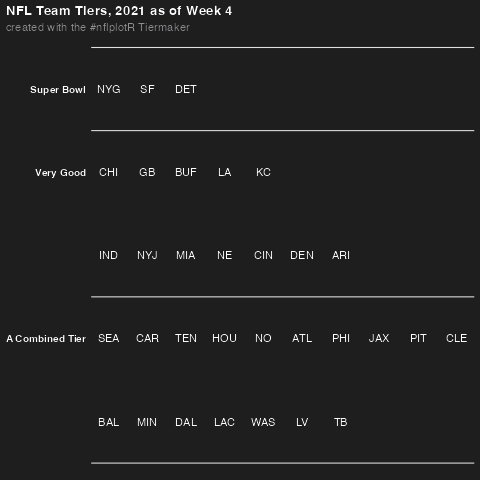 NFL Team TIers, 2021 as of Week 4
created with the #nflplotR Tiermaker
Super Bowl NYG SF DET
Very Good CHI GB BUF LA KC
IND NYJ MIA NE CIN DEN ARI
A Combined Tier SEA CAR TEN HOU NO ATL PHI JAX PIT CLE
BAL MIN DAL LAC WAS LV TB